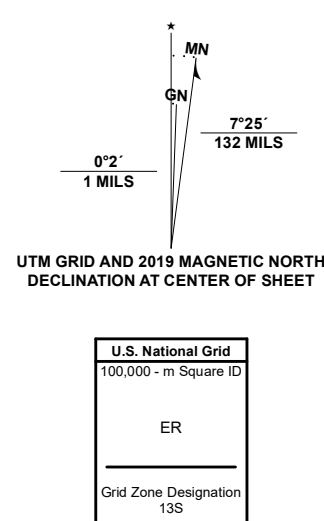 ★
MN
GN
7°25´
132 MILS
0°2´
1 MILS
UTM GRID AND 2019 MAGNETIC NORTH
DECLINATION AT CENTER OF SHEET
U.S. National Grid
100,000 - m Square ID
ER
Grid Zone Designation
13S